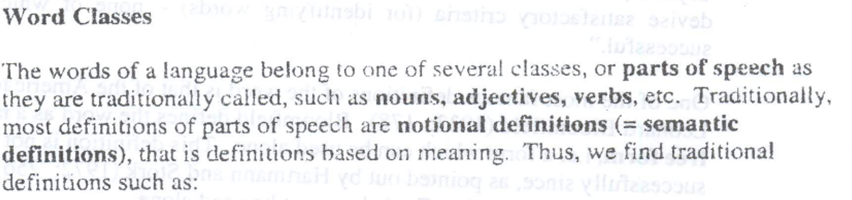 Word Classes
The words of a language belong to one of several classes, or parts of speech as
they are traditionally called, such as nouns, adjectives, verbs, etc. Traditionally,
most definitions of parts of speech are notional definitions (= semantic
definitions), that is definitions based on meaning. Thus, we find traditional
definitions such as: